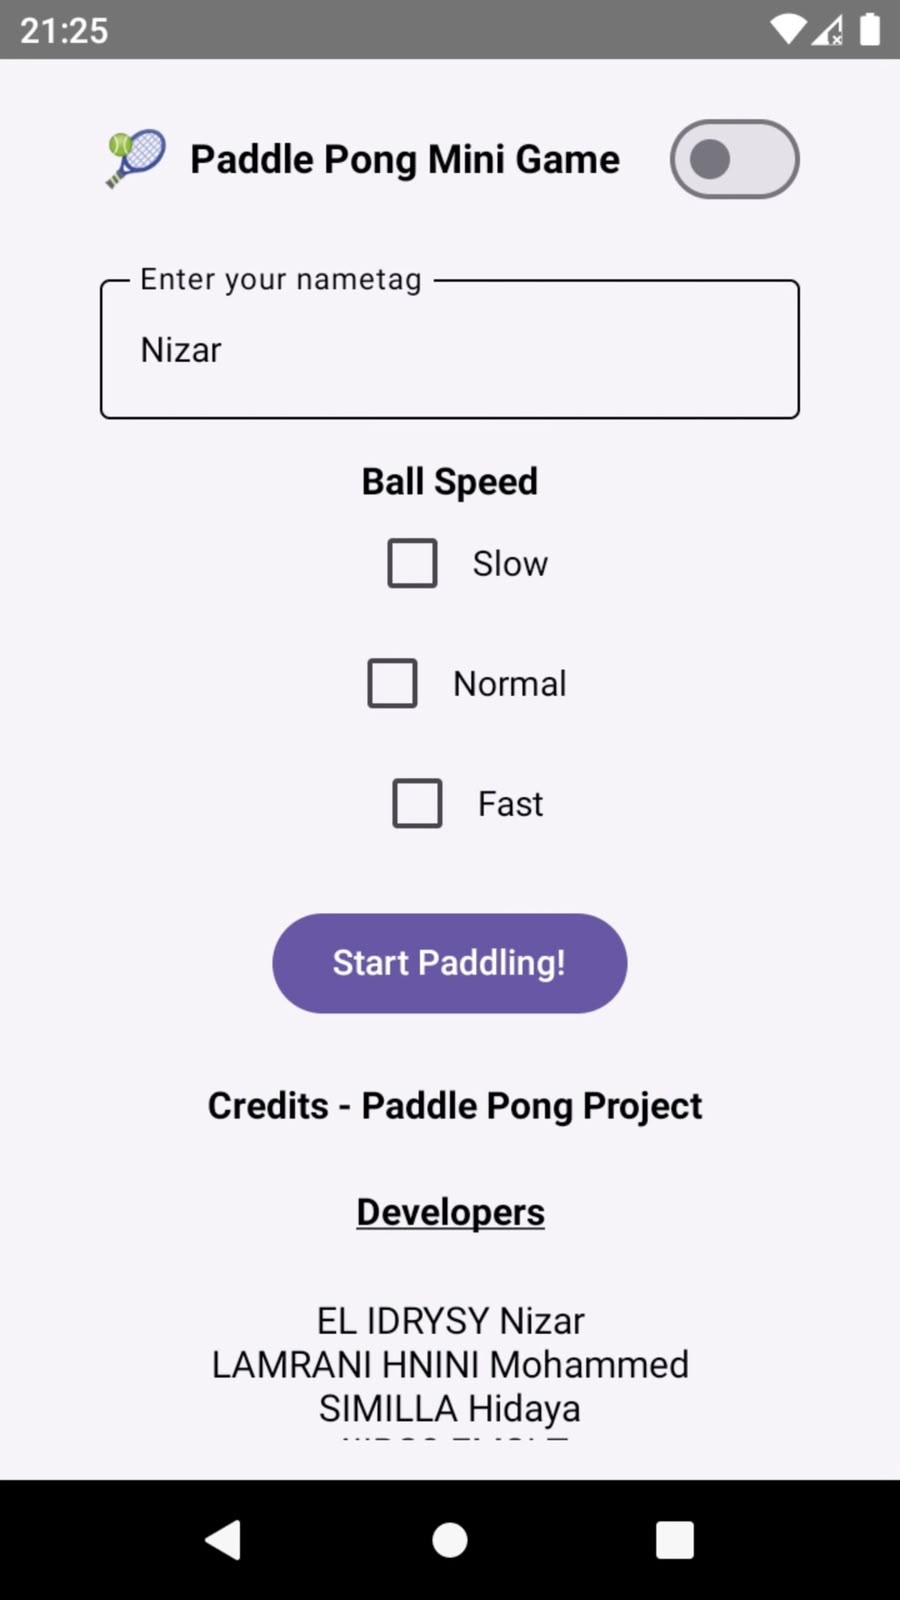 21:25
Paddle Pong Mini Game
Enter your nametag
Nizar
Ball Speed
Slow
Normal
Fast
Start Paddling!
Credits - Paddle Pong Project
Developers
EL IDRYSY Nizar
LAMRANI HNINI Mohammed
SIMILLA Hidaya